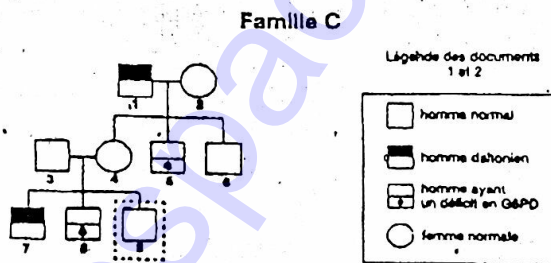 Famille C
Légende des documents
1 et 2
1
2
homme normal
homme daltonien
3
4
5
6
homme ayant
un déficit en G6PD
femme normale
7
8